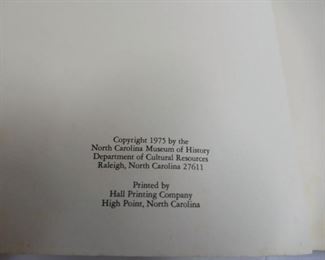 Copyright 1975 by the
North Carolina Museum of History
Department of Cultural Resources
Raleigh, North Carolina 27611
Printed by
Hall Printing Company
High Point, North Carolina